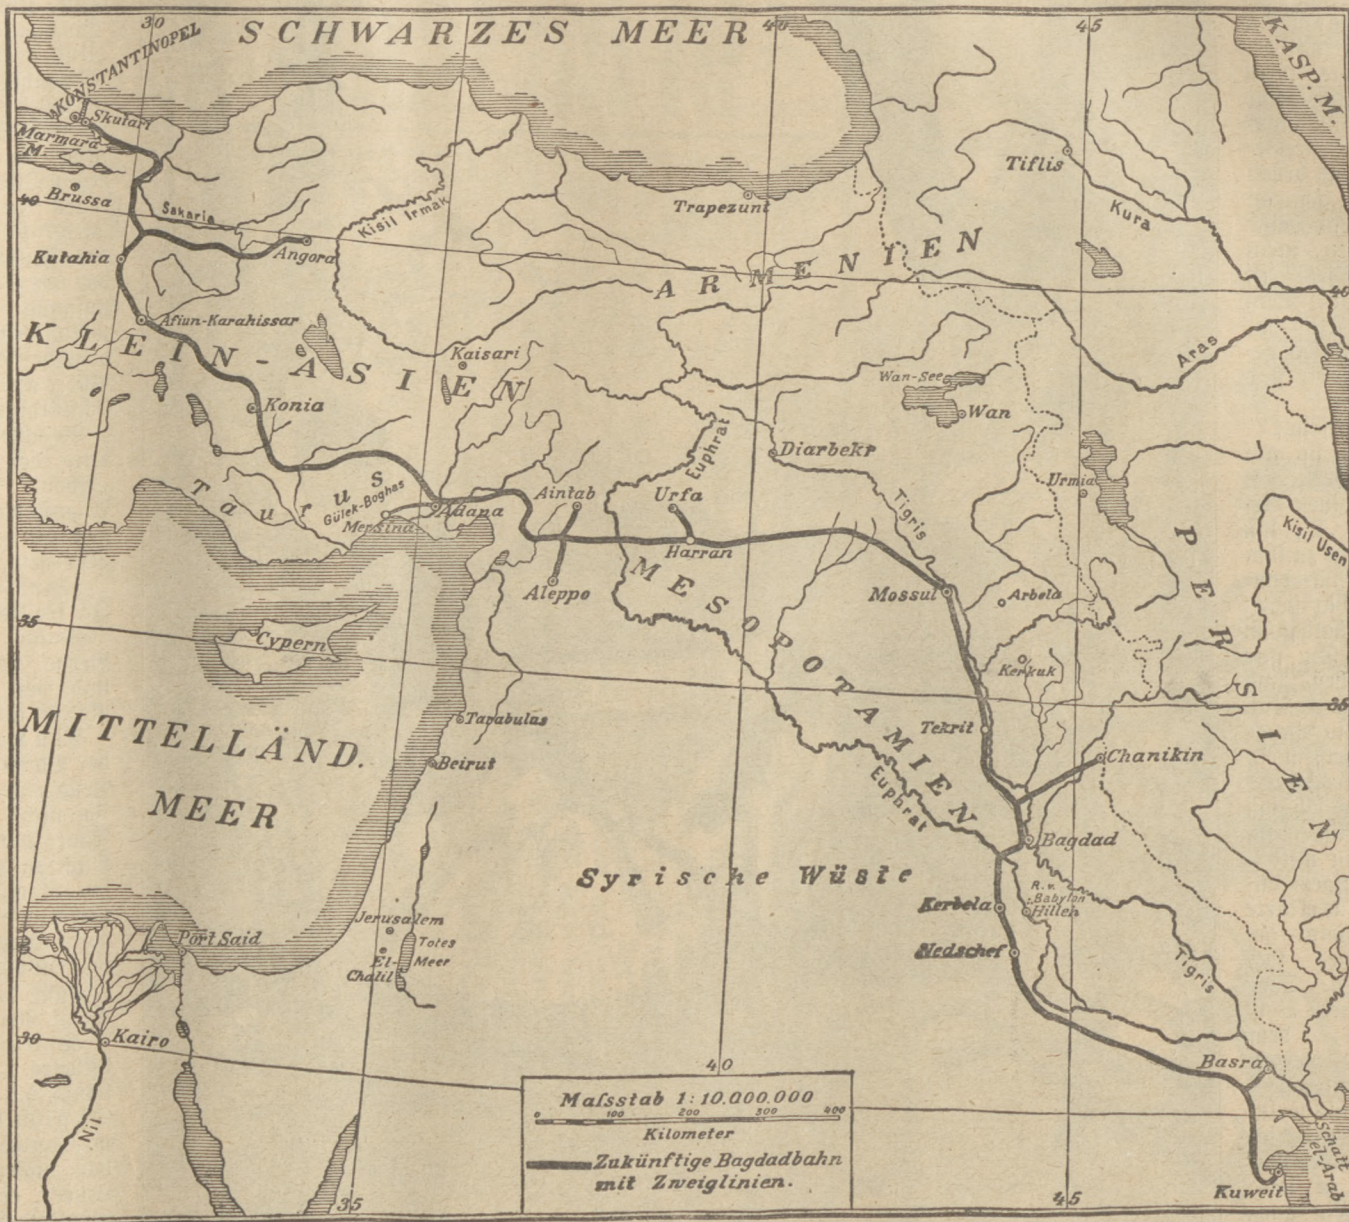 30
40
45
SCHWARZES MEER
KASP. M.
KONSTANTINOPEL
Skutari
Marmara
M.
Brussa
40
Sakaria
Kisil Irmak
Trapezunt
Tiflis
Kura
Kutahia
Angora
ARMENIEN
40
Afiun-Karahissar
KLEIN-ASIEN
Kaisari
Aras
Wan-See
Wan
Konia
Euphrat
Diarbekr
Urmia
Taurus
Gülek-Boghas
Mersina
Adana
Aintab
Urfa
Tigris
Kisil Usen
PERSIEN
Harran
Aleppo
MESOPOTAMIEN
Mossul
Arbela
35
Cypern
Kerkuk
35
Tarabulus
Tekrit
Chanikin
MITTELLÄND.
MEER
Beirut
Euphrat
Bagdad
Syrische Wüste
R. v.
Babylon
Hilleh
Kerbela
Jerusalem
Totes
Meer
El-
Chalil
Port Said
Nedschef
Tigris
30
Kairo
Nil
Basra
40
Maſsstab 1:10.000.000
0 100 200 300 400
Kilometer
Zukünftige Bagdadbahn
mit Zweiglinien.
Schatt
el-Arab
Kuweit
35
45